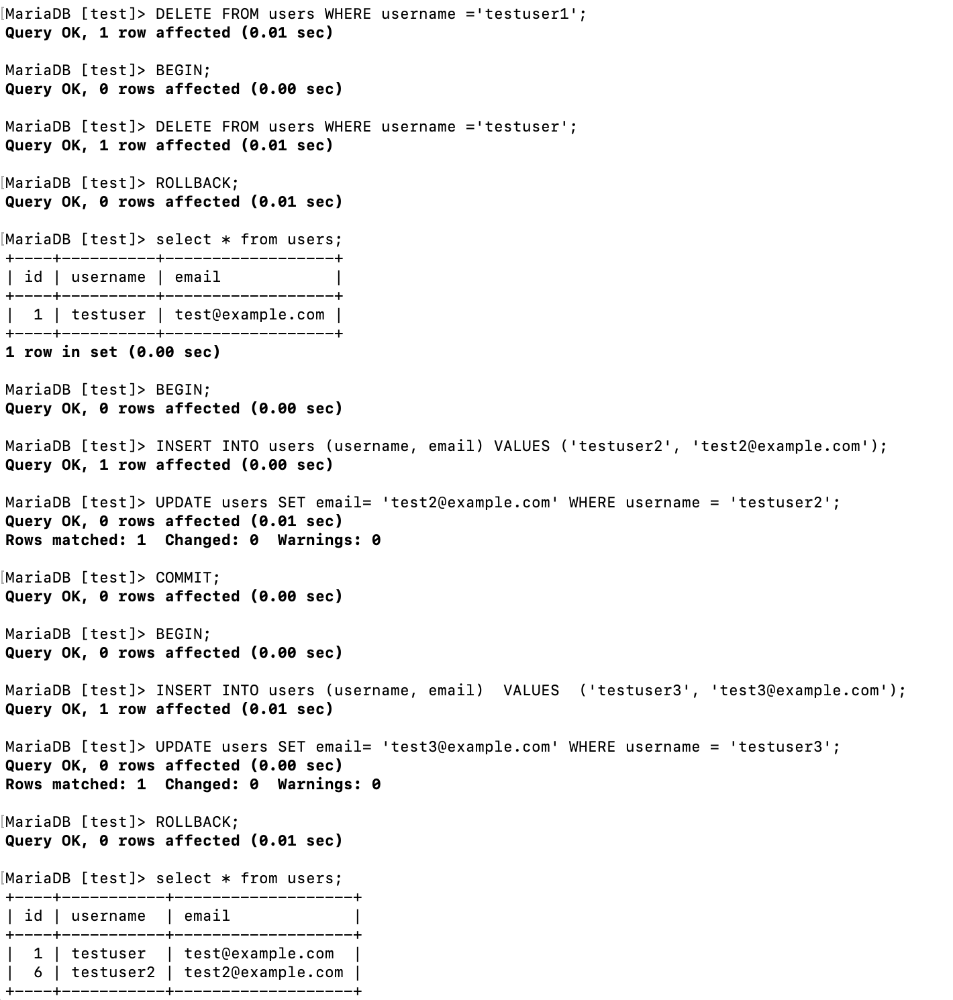 [MariaDB [test]> DELETE FROM users WHERE username ='testuser1';
Query OK, 1 row affected (0.01 sec)
MariaDB [test]> BEGIN;
Query OK, 0 rows affected (0.00 sec)
MariaDB [test]> DELETE FROM users WHERE username ='testuser';
Query OK, 1 row affected (0.01 sec)
[MariaDB [test]> ROLLBACK;
Query OK, 0 rows affected (0.01 sec)
[MariaDB [test]> select * from users;
+----+----------+------------------+
| id | username | email            |
+----+----------+------------------+
|  1 | testuser | test@example.com |
+----+----------+------------------+
1 row in set (0.00 sec)
MariaDB [test]> BEGIN;
Query OK, 0 rows affected (0.00 sec)
MariaDB [test]> INSERT INTO users (username, email) VALUES ('testuser2', 'test2@example.com');
Query OK, 1 row affected (0.00 sec)
MariaDB [test]> UPDATE users SET email= 'test2@example.com' WHERE username = 'testuser2';
Query OK, 0 rows affected (0.01 sec)
Rows matched: 1  Changed: 0  Warnings: 0
[MariaDB [test]> COMMIT;
Query OK, 0 rows affected (0.00 sec)
MariaDB [test]> BEGIN;
Query OK, 0 rows affected (0.00 sec)
MariaDB [test]> INSERT INTO users (username, email)  VALUES  ('testuser3', 'test3@example.com');
Query OK, 1 row affected (0.01 sec)
MariaDB [test]> UPDATE users SET email= 'test3@example.com' WHERE username = 'testuser3';
Query OK, 0 rows affected (0.00 sec)
Rows matched: 1  Changed: 0  Warnings: 0
[MariaDB [test]> ROLLBACK;
Query OK, 0 rows affected (0.01 sec)
[MariaDB [test]> select * from users;
+----+-----------+-------------------+
| id | username  | email             |
+----+-----------+-------------------+
|  1 | testuser  | test@example.com  |
|  6 | testuser2 | test2@example.com |
+----+-----------+-------------------+